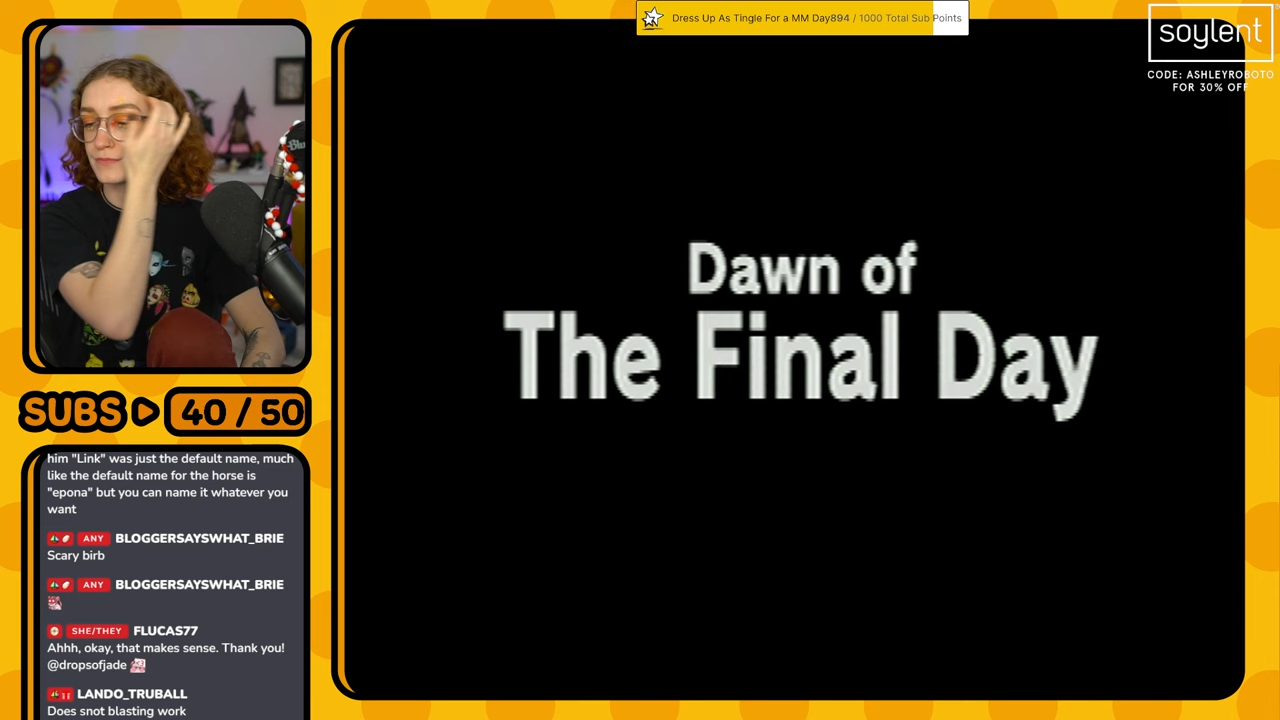 Dress Up As Tingle For a MM Day894 / 1000 Total Sub Points
soylent
CODE: ASHLEYROBOTO
FOR 30% OFF
Dawn of
The Final Day
SUBS 40 / 50
him "Link" was just the default name, much
like the default name for the horse is
"epona" but you can name it whatever you
want
ANY BLOGGERSAYSWHAT_BRIE
Scary birb
ANY BLOGGERSAYSWHAT_BRIE
SHE/THEY FLUCAS77
Ahhh, okay, that makes sense. Thank you!
@dropsofjade
LANDO_TRUBALL
Does snot blasting work